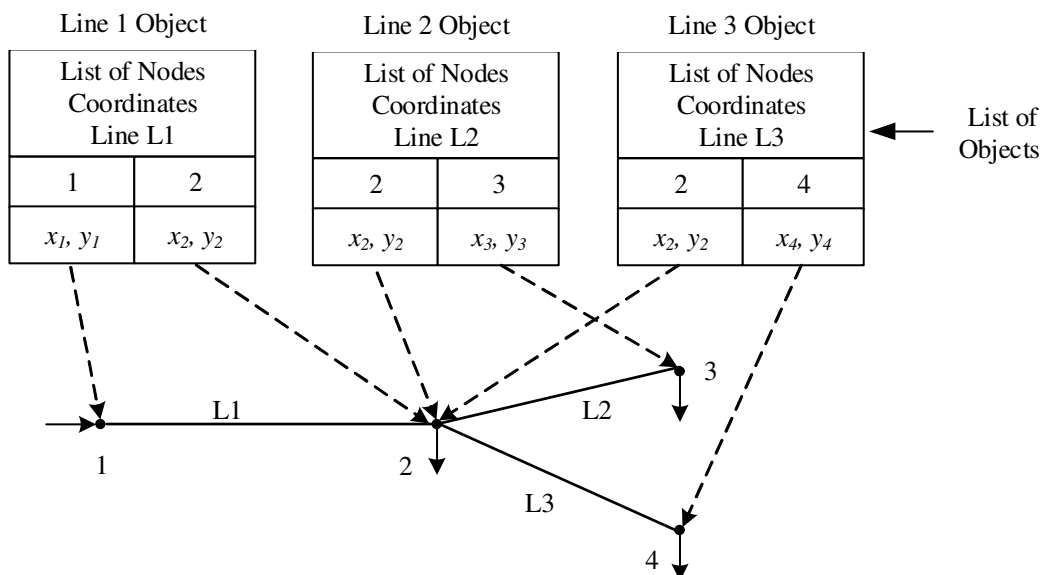 Line 1 Object
Line 2 Object
Line 3 Object
List of Nodes
Coordinates
Line L1
List of Nodes
Coordinates
Line L2
List of Nodes
Coordinates
Line L3
List of
Objects
1 2
2 3
2 4
x₁, y₁ x₂, y₂
x₂, y₂ x₃, y₃
x₂, y₂ x₄, y₄
3
L1
L2
1
2
L3
4